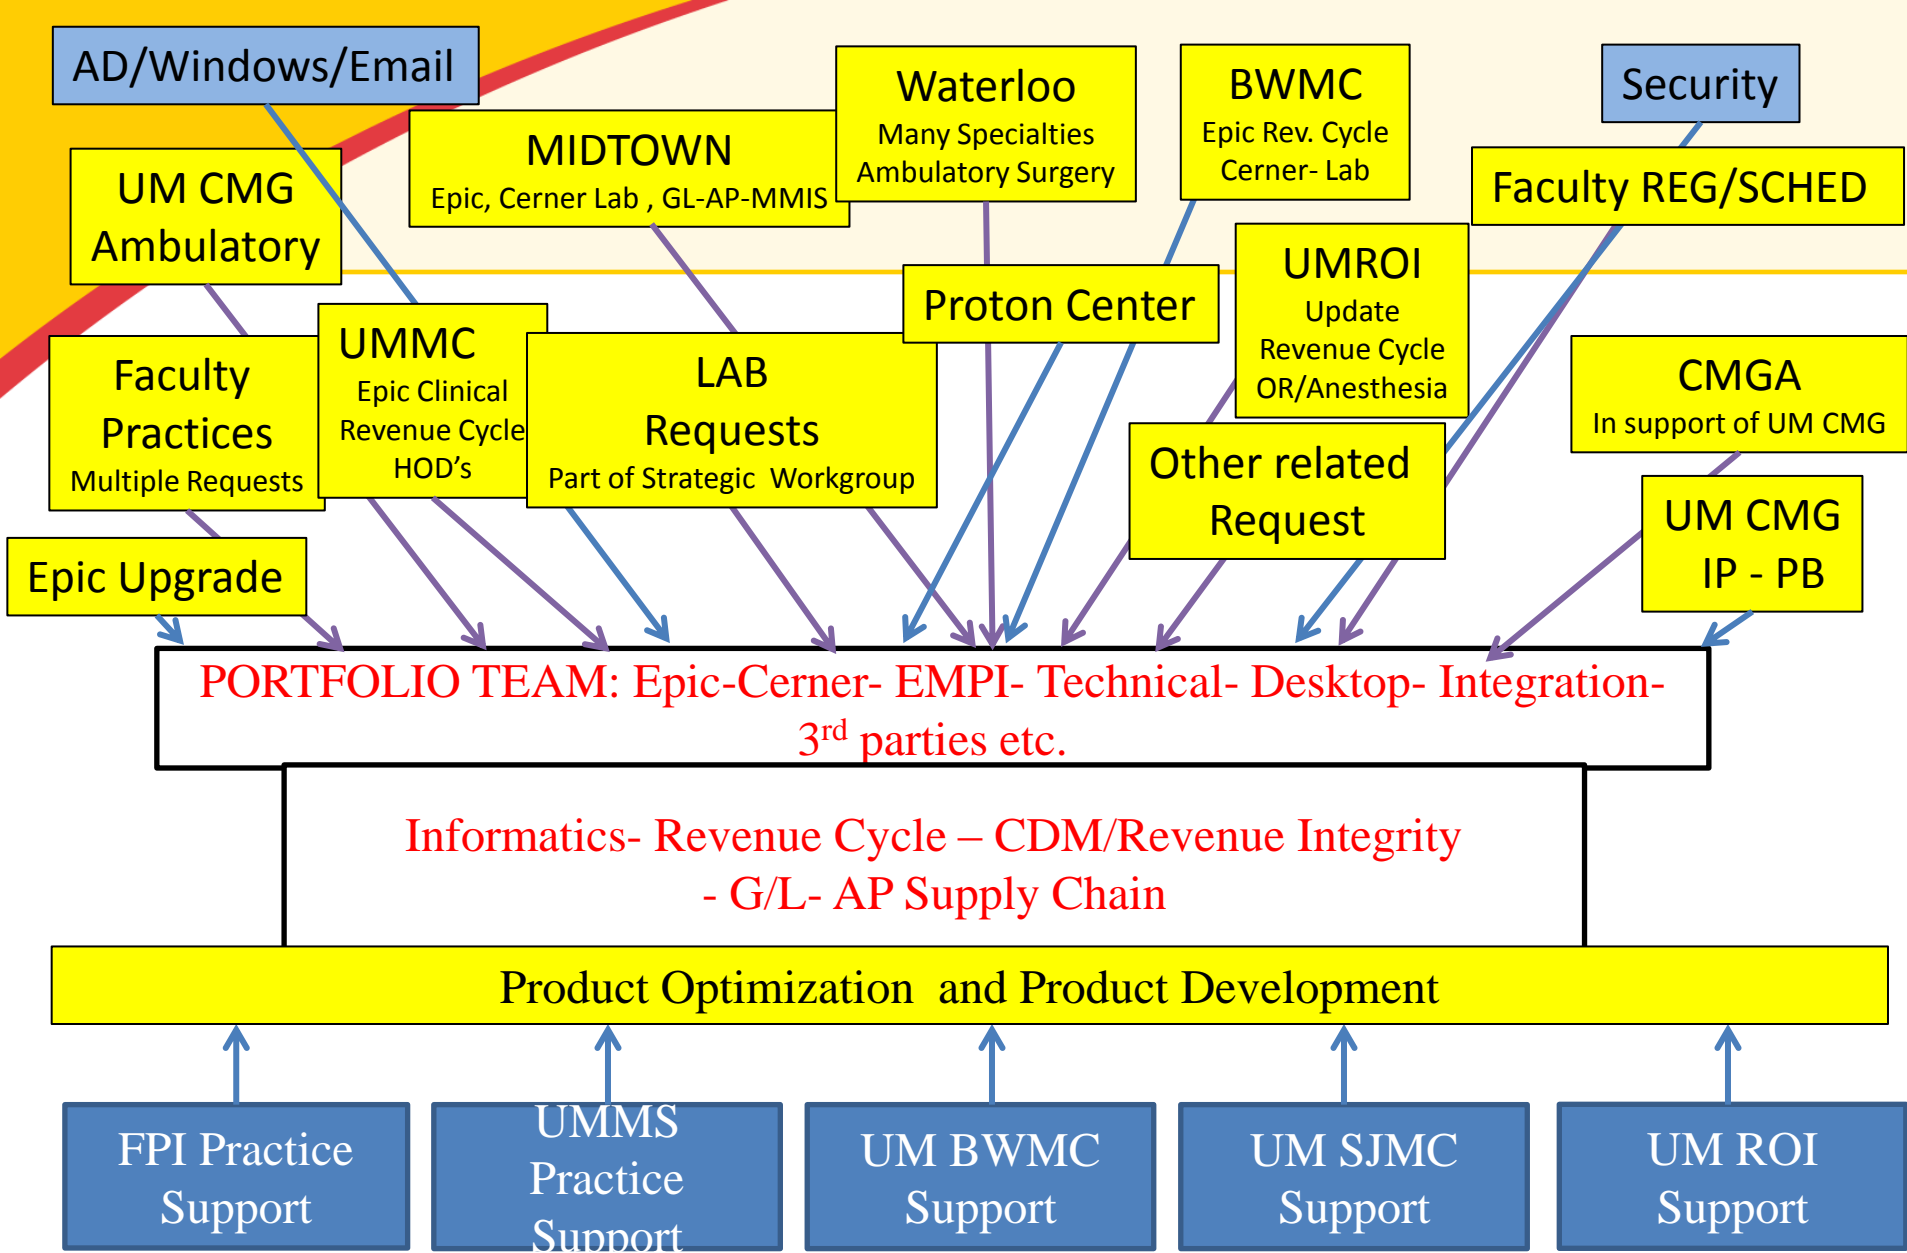 AD/Windows/Email
Waterloo
Many Specialties
Ambulatory Surgery
BWMC
Epic Rev. Cycle
Cerner- Lab
Security
MIDTOWN
Epic, Cerner Lab , GL-AP-MMIS
UM CMG
Ambulatory
Faculty REG/SCHED
Proton Center
UMROI
Update
Revenue Cycle
OR/Anesthesia
Faculty
Practices
Multiple Requests
UMMC
Epic Clinical
Revenue Cycle
HOD’s
LAB
Requests
Part of Strategic  Workgroup
CMGA
In support of UM CMG
Other related
Request
UM CMG
IP - PB
Epic Upgrade
PORTFOLIO TEAM: Epic-Cerner- EMPI- Technical- Desktop- Integration-
3rd parties etc.
Informatics- Revenue Cycle – CDM/Revenue Integrity
- G/L- AP Supply Chain
Product Optimization  and Product Development
FPI Practice
Support
UMMS
Practice
Support
UM BWMC
Support
UM SJMC
Support
UM ROI
Support